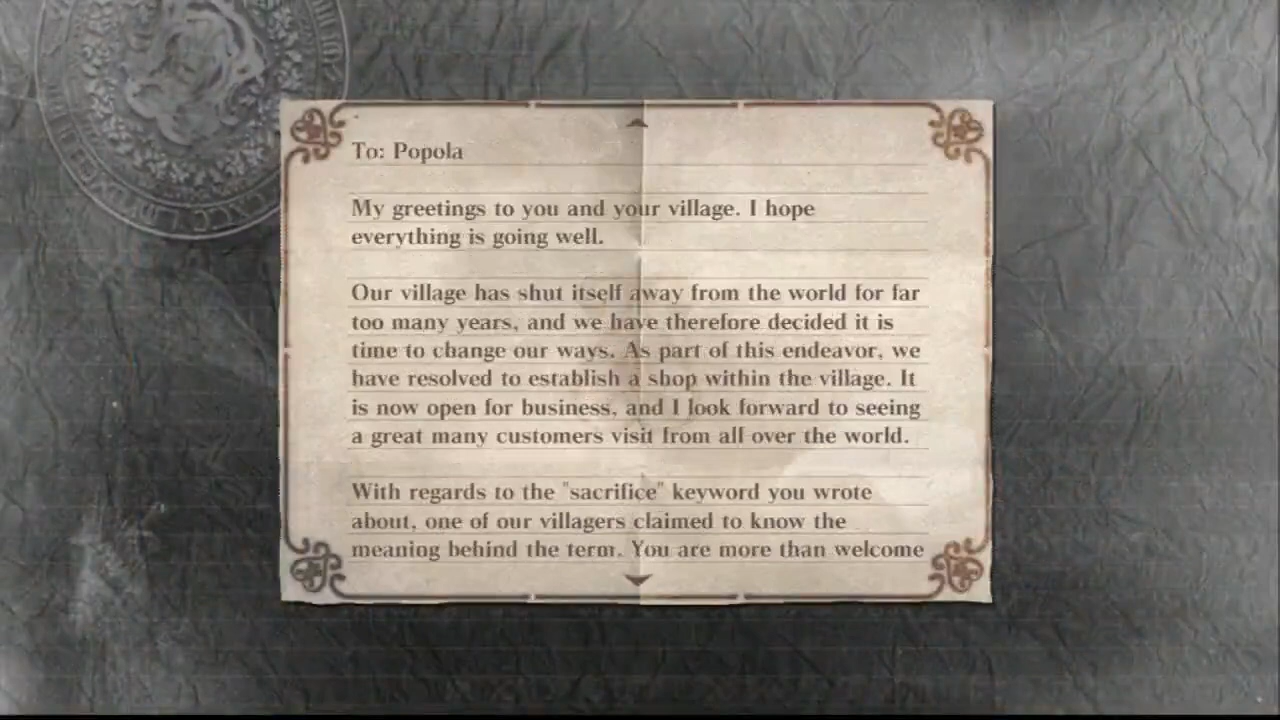 To: Popola
My greetings to you and your village. I hope
everything is going well.
Our village has shut itself away from the world for far
too many years, and we have therefore decided it is
time to change our ways. As part of this endeavor, we
have resolved to establish a shop within the village. It
is now open for business, and I look forward to seeing
a great many customers visit from all over the world.
With regards to the "sacrifice" keyword you wrote
about, one of our villagers claimed to know the
meaning behind the term. You are more than welcome